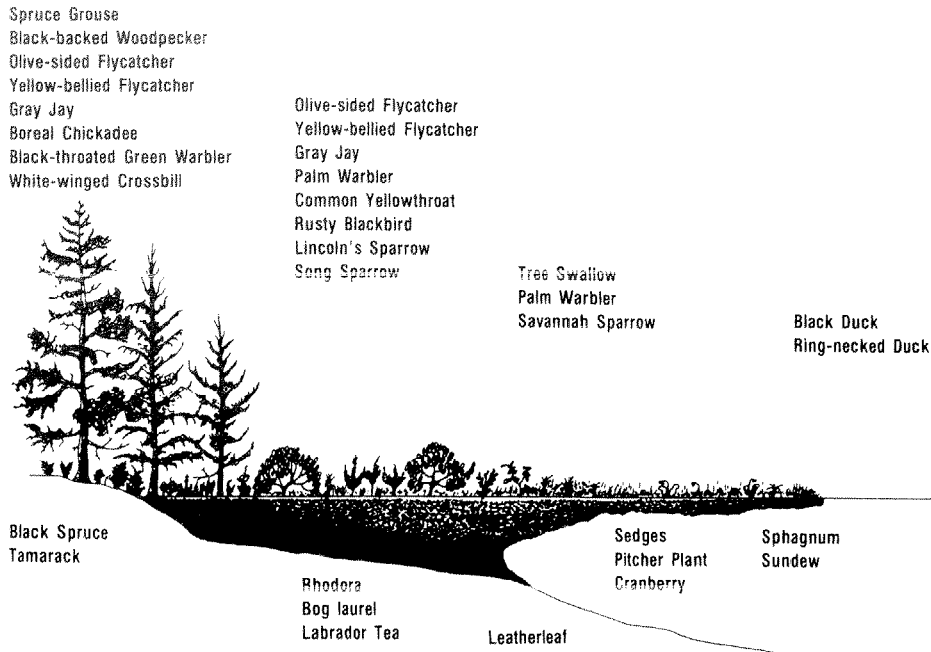 Spruce Grouse
Black-backed Woodpecker
Olive-sided Flycatcher
Yellow-bellied Flycatcher
Gray Jay
Boreal Chickadee
Black-throated Green Warbler
White-winged Crossbill
Olive-sided Flycatcher
Yellow-bellied Flycatcher
Gray Jay
Palm Warbler
Common Yellowthroat
Rusty Blackbird
Lincoln's Sparrow
Song Sparrow
Tree Swallow
Palm Warbler
Savannah Sparrow
Black Duck
Ring-necked Duck
Black Spruce
Tamarack
Rhodora
Bog laurel
Labrador Tea
Leatherleaf
Sedges
Pitcher Plant
Cranberry
Sphagnum
Sundew